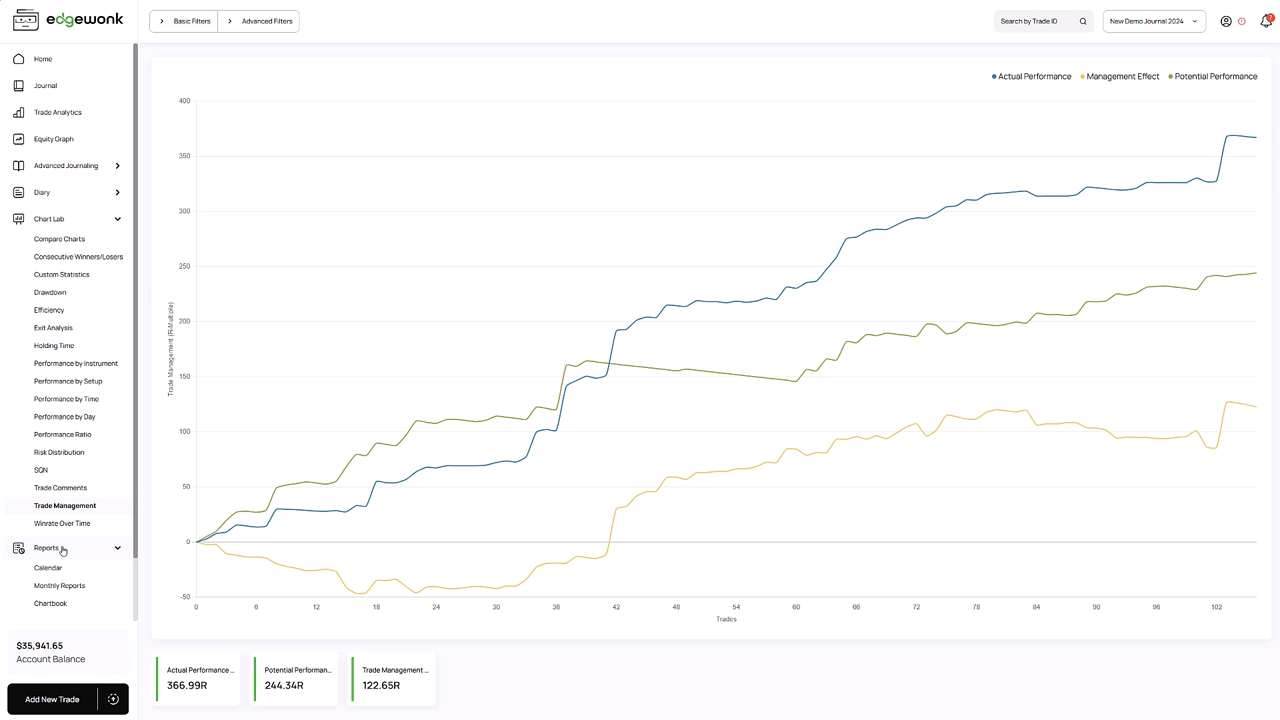 edgewonk
Basic Filters
Advanced Filters
Search by Trade ID
New Demo Journal 2024
7
Home
Journal
Trade Analytics
Equity Graph
Advanced Journaling
Diary
Chart Lab
Compare Charts
Consecutive Winners/Losers
Custom Statistics
Drawdown
Efficiency
Exit Analysis
Holding Time
Performance by Instrument
Performance by Setup
Performance by Time
Performance by Day
Performance Ratio
Risk Distribution
SQN
Trade Comments
Trade Management
Winrate Over Time
Reports
Calendar
Monthly Reports
Chartbook
$35,941.65
Account Balance
Add New Trade
Actual Performance
Management Effect
Potential Performance
400
350
300
250
200
150
100
50
0
-50
Trade Management (R-Multiple)
0 6 12 18 24 30 36 42 48 54 60 66 72 78 84 90 96 102
Trades
Actual Performance ...
366.99R
Potential Performan...
244.34R
Trade Management ...
122.65R